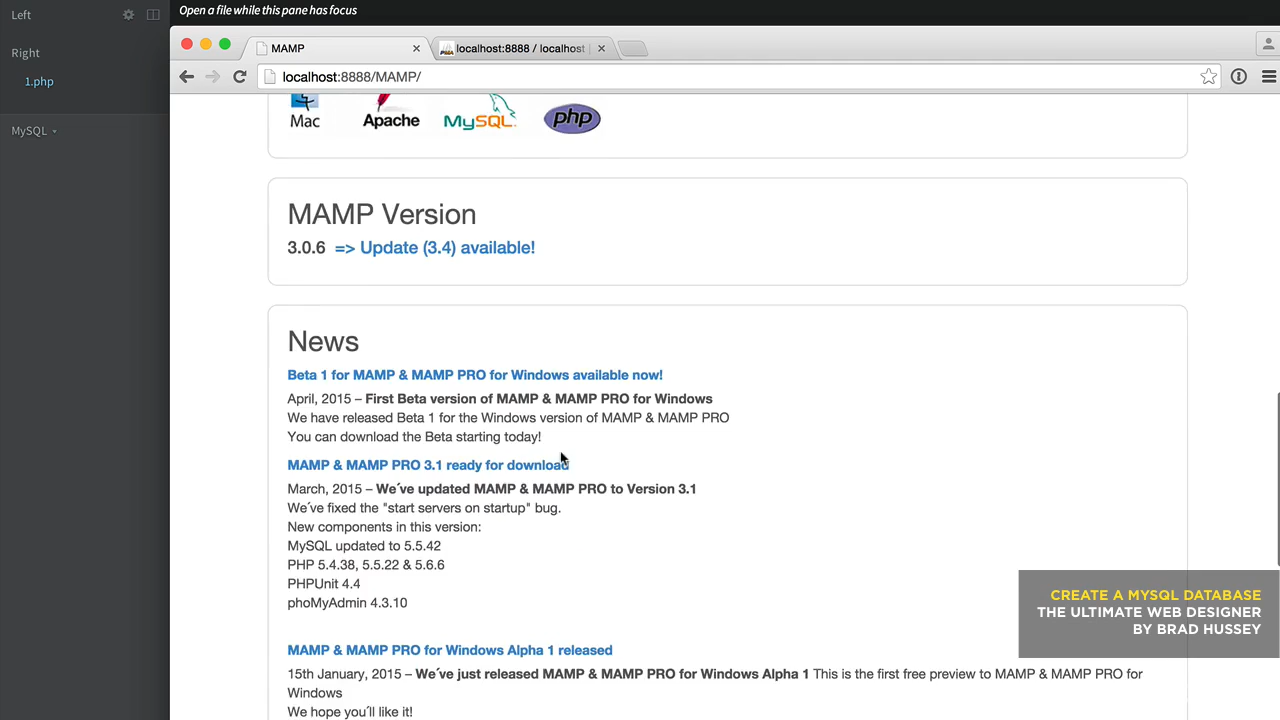 Left
Right
1.php
MySQL
Open a file while this pane has focus
MAMP
localhost:8888 / localhost
localhost:8888/MAMP/
Mac
Apache
MySQL
php
MAMP Version
3.0.6 => Update (3.4) available!
News
Beta 1 for MAMP & MAMP PRO for Windows available now!
April, 2015 – First Beta version of MAMP & MAMP PRO for Windows
We have released Beta 1 for the Windows version of MAMP & MAMP PRO
You can download the Beta starting today!
MAMP & MAMP PRO 3.1 ready for download
March, 2015 – We´ve updated MAMP & MAMP PRO to Version 3.1
We´ve fixed the "start servers on startup" bug.
New components in this version:
MySQL updated to 5.5.42
PHP 5.4.38, 5.5.22 & 5.6.6
PHPUnit 4.4
phoMyAdmin 4.3.10
MAMP & MAMP PRO for Windows Alpha 1 released
15th January, 2015 – We´ve just released MAMP & MAMP PRO for Windows Alpha 1 This is the first free preview to MAMP & MAMP PRO for
Windows
We hope you´ll like it!
CREATE A MYSQL DATABASE
THE ULTIMATE WEB DESIGNER
BY BRAD HUSSEY